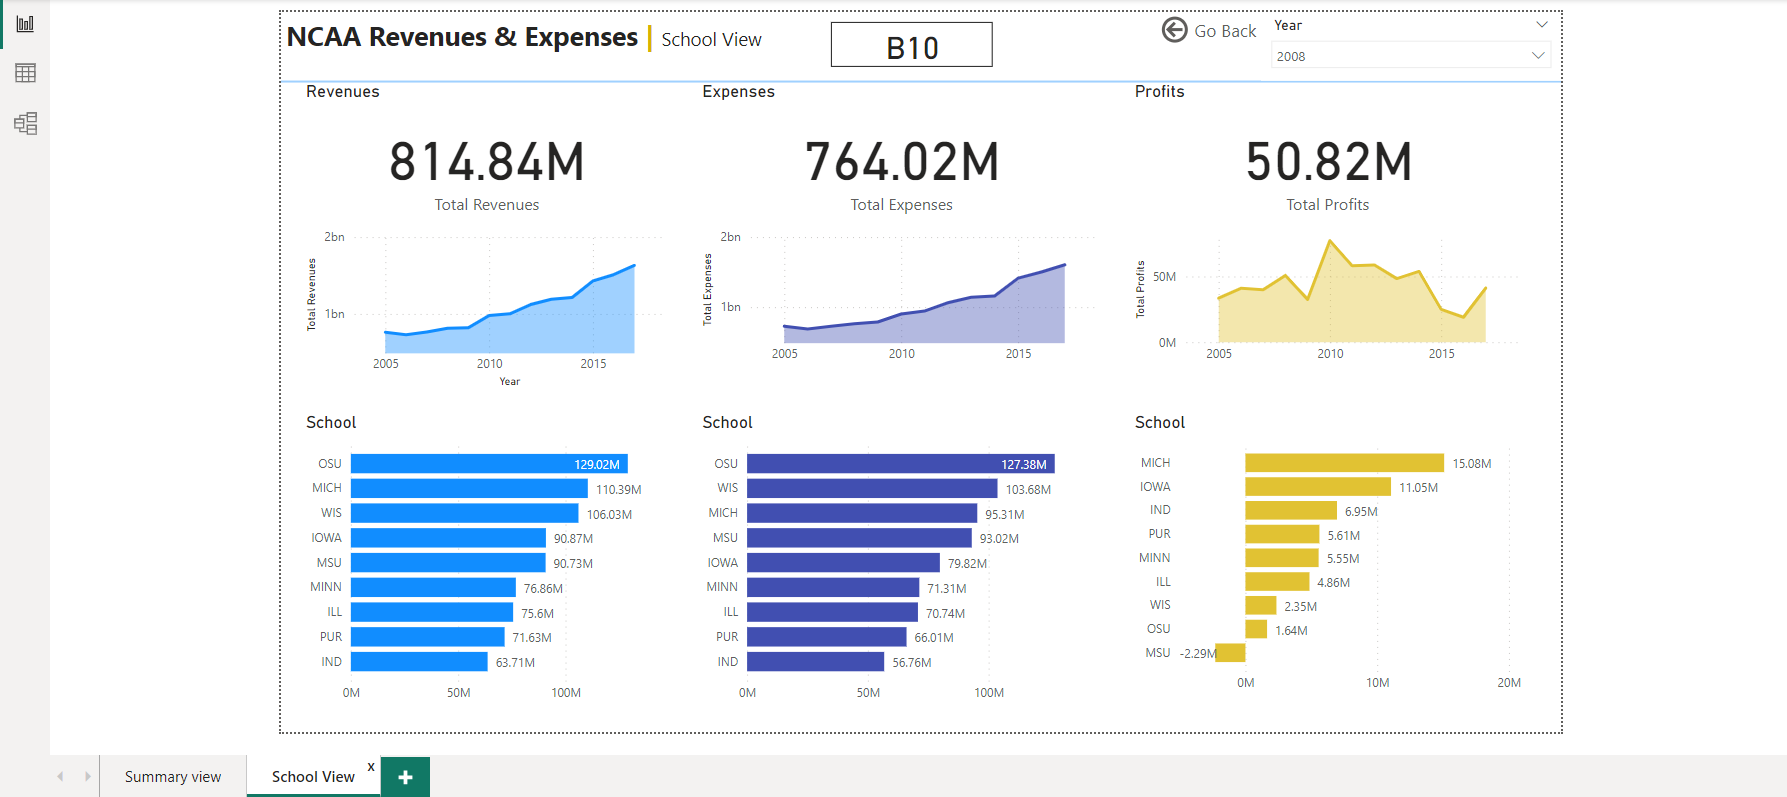 NCAA Revenues & Expenses | School View
B10
Go Back
Year
2008
Revenues
814.84M
Total Revenues
2bn
1bn
Total Revenues
2005 2010 2015
Year
Expenses
764.02M
Total Expenses
2bn
1bn
Total Expenses
2005 2010 2015
Profits
50.82M
Total Profits
50M
0M
Total Profits
2005 2010 2015
School
OSU 129.02M
MICH 110.39M
WIS 106.03M
IOWA 90.87M
MSU 90.73M
MINN 76.86M
ILL 75.6M
PUR 71.63M
IND 63.71M
0M 50M 100M
School
OSU 127.38M
WIS 103.68M
MICH 95.31M
MSU 93.02M
IOWA 79.82M
MINN 71.31M
ILL 70.74M
PUR 66.01M
IND 56.76M
0M 50M 100M
School
MICH 15.08M
IOWA 11.05M
IND 6.95M
PUR 5.61M
MINN 5.55M
ILL 4.86M
WIS 2.35M
OSU 1.64M
MSU -2.29M
0M 10M 20M
Summary view
School View x
+